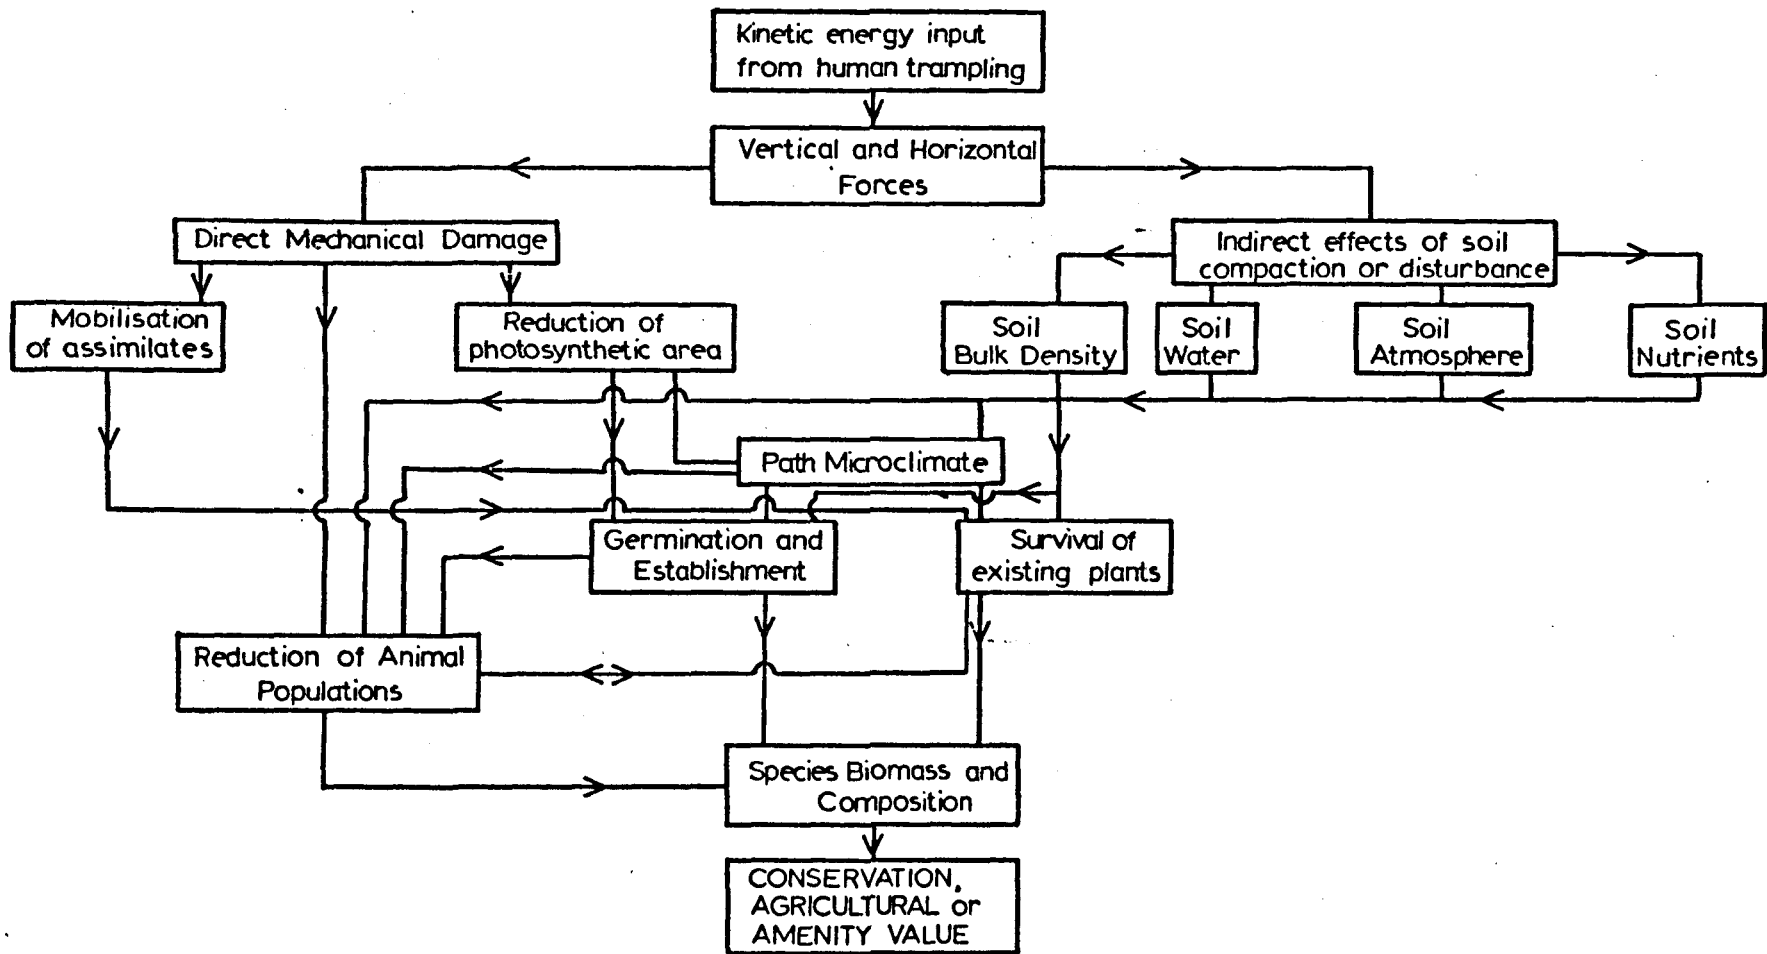 Kinetic energy input
from human trampling
Vertical and Horizontal
Forces
Direct Mechanical Damage
Indirect effects of soil
compaction or disturbance
Mobilisation
of assimilates
Reduction of
photosynthetic area
Soil
Bulk Density
Soil
Water
Soil
Atmosphere
Soil
Nutrients
Path Microclimate
Germination and
Establishment
Survival of
existing plants
Reduction of Animal
Populations
Species Biomass and
Composition
CONSERVATION,
AGRICULTURAL or
AMENITY VALUE